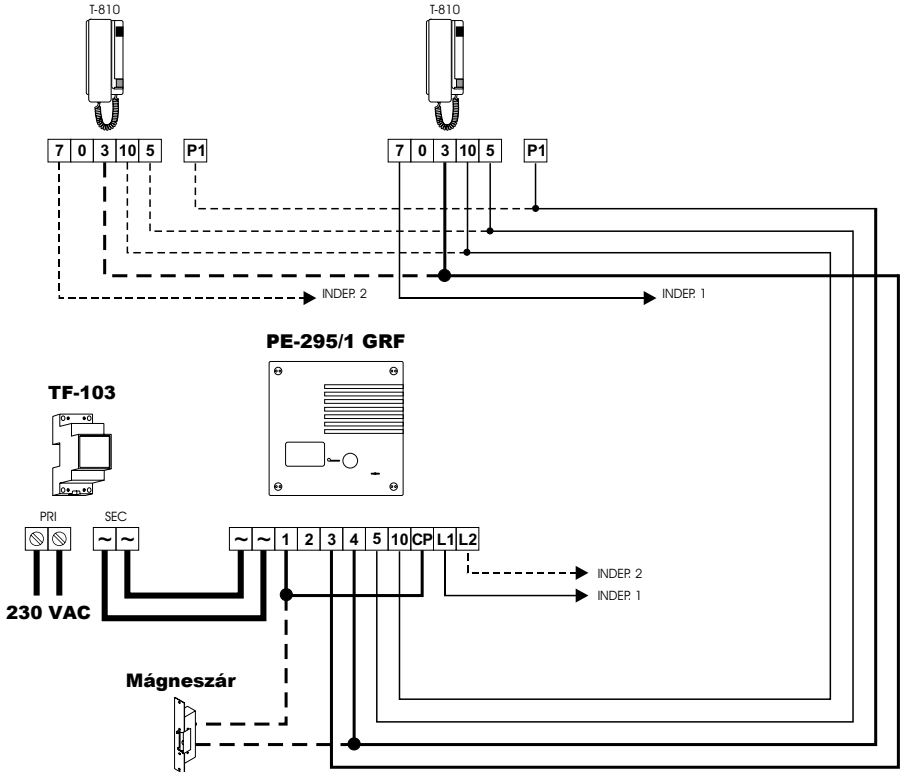 T-810 T-810
7 0 3 10 5 P1 7 0 3 10 5 P1
INDEP. 2 INDEP. 1
PE-295/1 GRF
TF-103
PRI SEC
~ ~ ~ ~ 1 2 3 4 5 10 CP L1 L2
INDEP. 2
INDEP. 1
230 VAC
Mágneszár